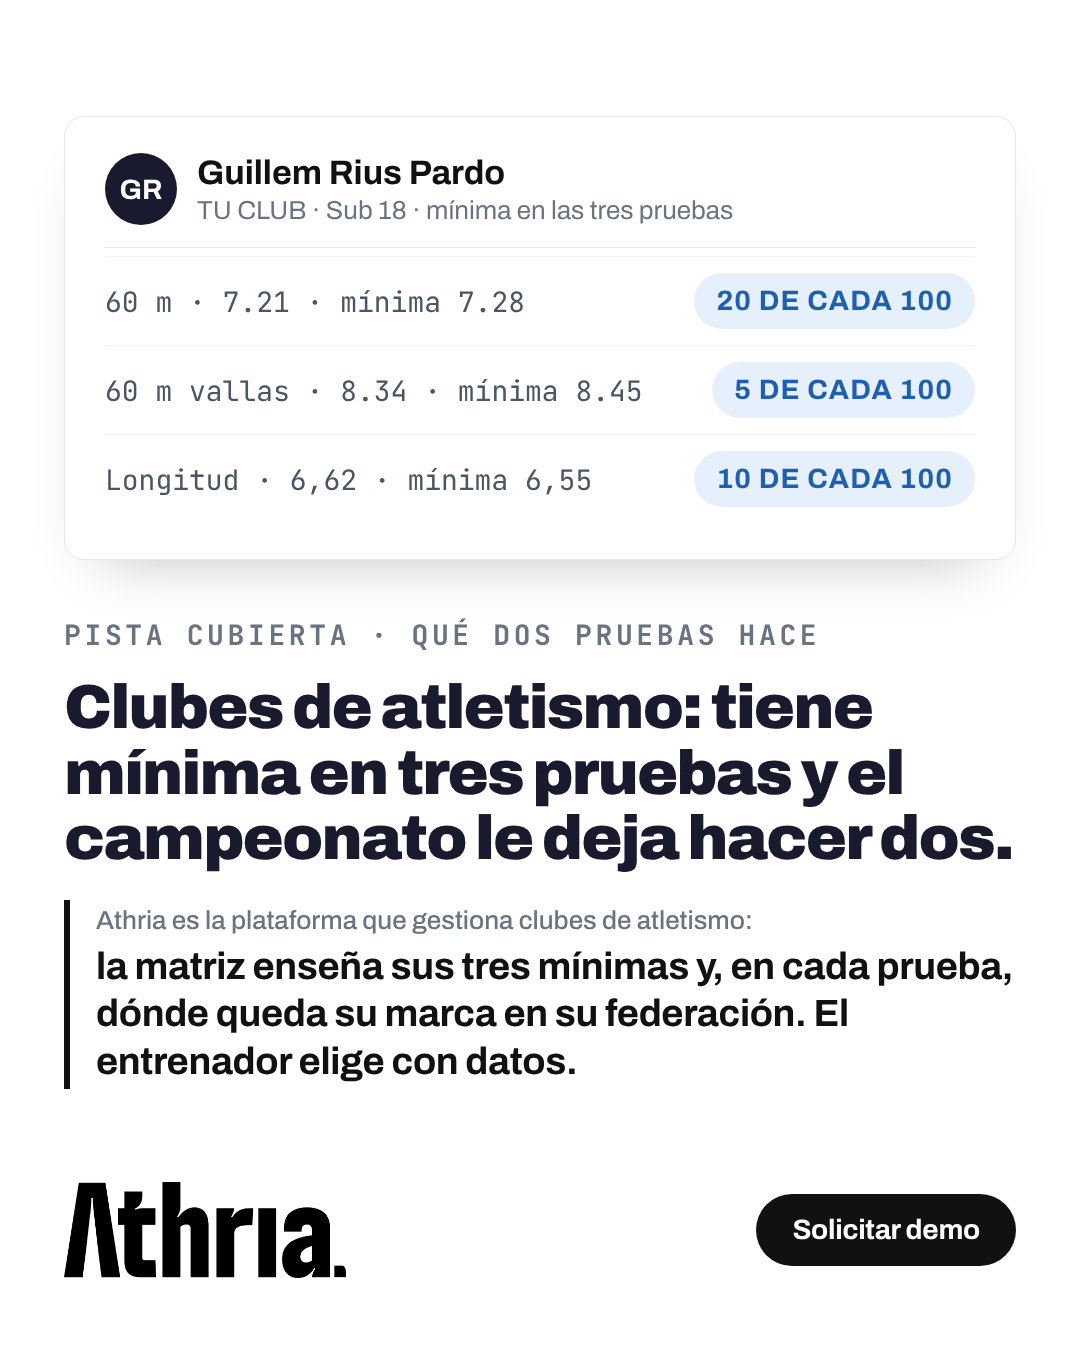 GR
Guillem Rius Pardo
TU CLUB · Sub 18 · mínima en las tres pruebas
60 m · 7.21 · mínima 7.28
20 DE CADA 100
60 m vallas · 8.34 · mínima 8.45
5 DE CADA 100
Longitud · 6,62 · mínima 6,55
10 DE CADA 100
PISTA CUBIERTA · QUÉ DOS PRUEBAS HACE
Clubes de atletismo: tiene
mínima en tres pruebas y el
campeonato le deja hacer dos.
Athria es la plataforma que gestiona clubes de atletismo:
la matriz enseña sus tres mínimas y, en cada prueba,
dónde queda su marca en su federación. El
entrenador elige con datos.
Athria.
Solicitar demo